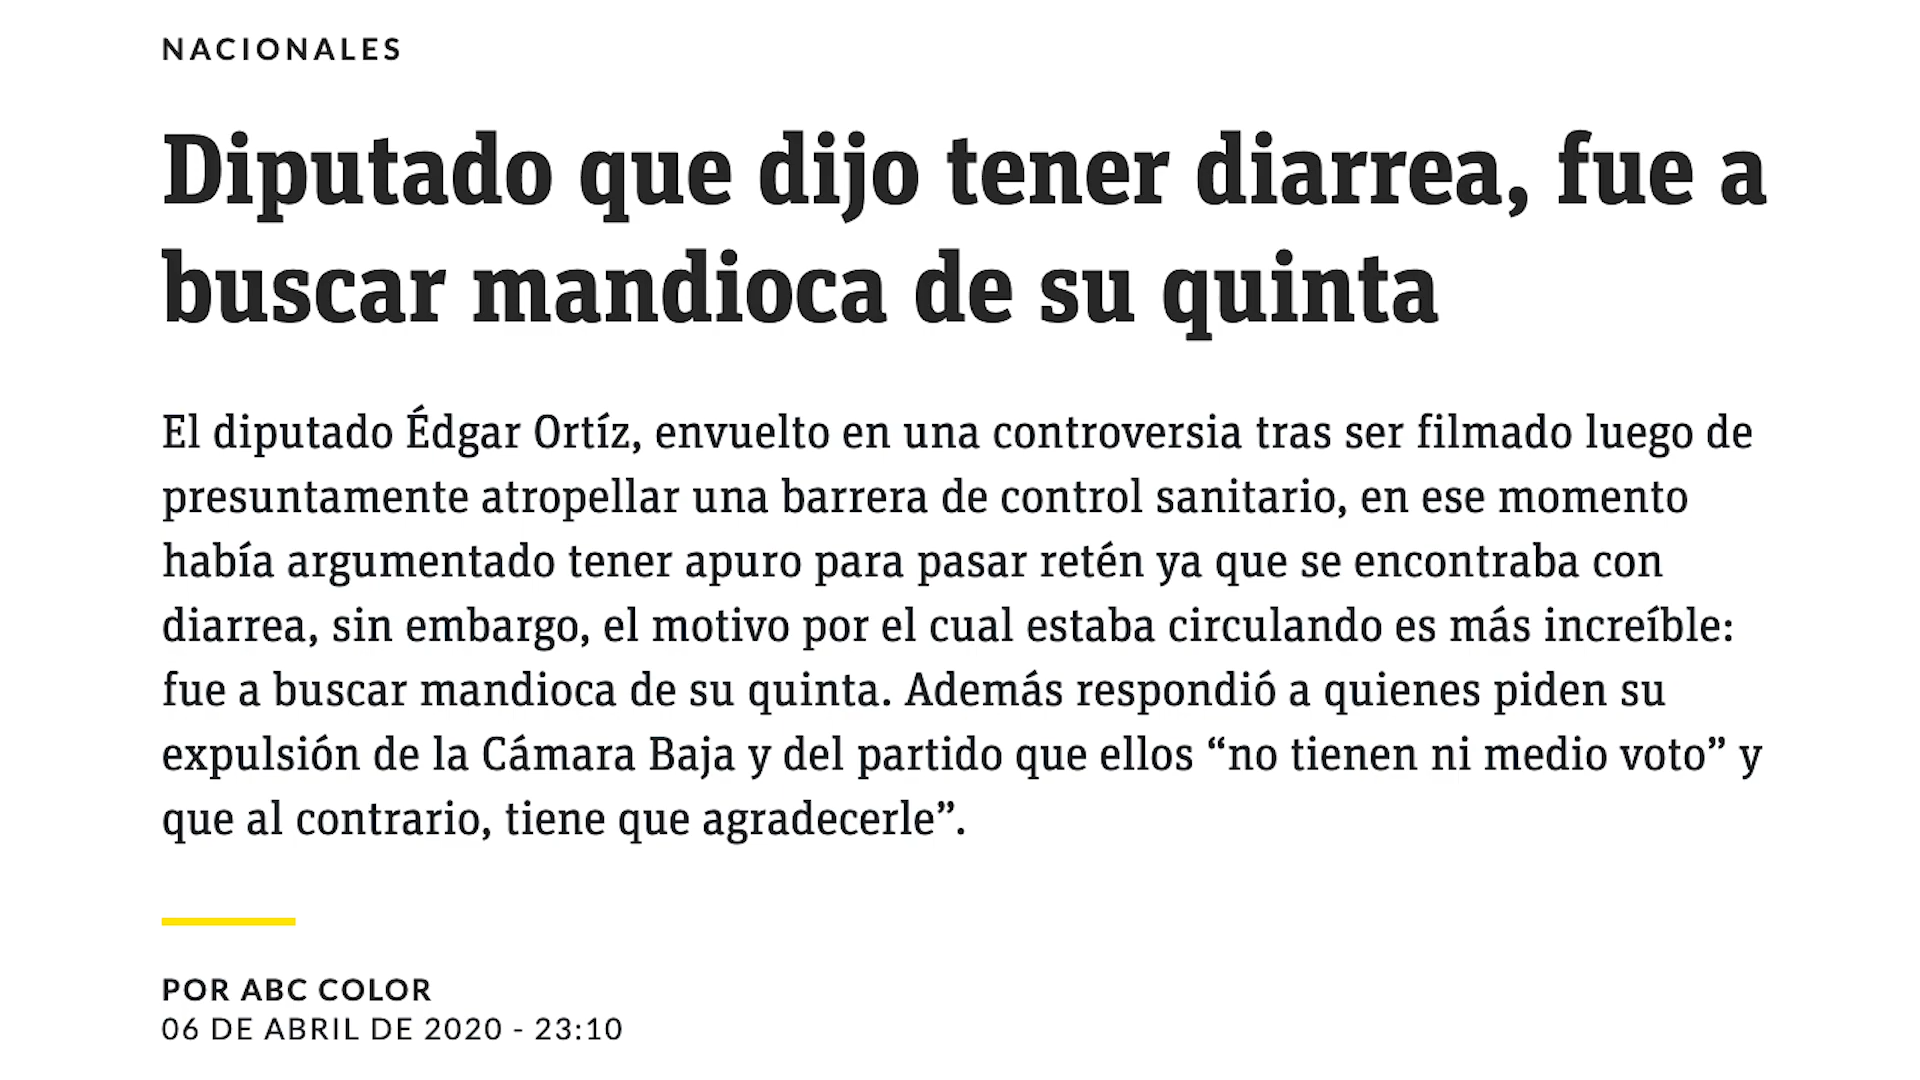 NACIONALES
Diputado que dijo tener diarrea, fue a
buscar mandioca de su quinta
El diputado Édgar Ortíz, envuelto en una controversia tras ser filmado luego de
presuntamente atropellar una barrera de control sanitario, en ese momento
había argumentado tener apuro para pasar retén ya que se encontraba con
diarrea, sin embargo, el motivo por el cual estaba circulando es más increíble:
fue a buscar mandioca de su quinta. Además respondió a quienes piden su
expulsión de la Cámara Baja y del partido que ellos “no tienen ni medio voto” y
que al contrario, tiene que agradecerle”.
POR ABC COLOR
06 DE ABRIL DE 2020 - 23:10